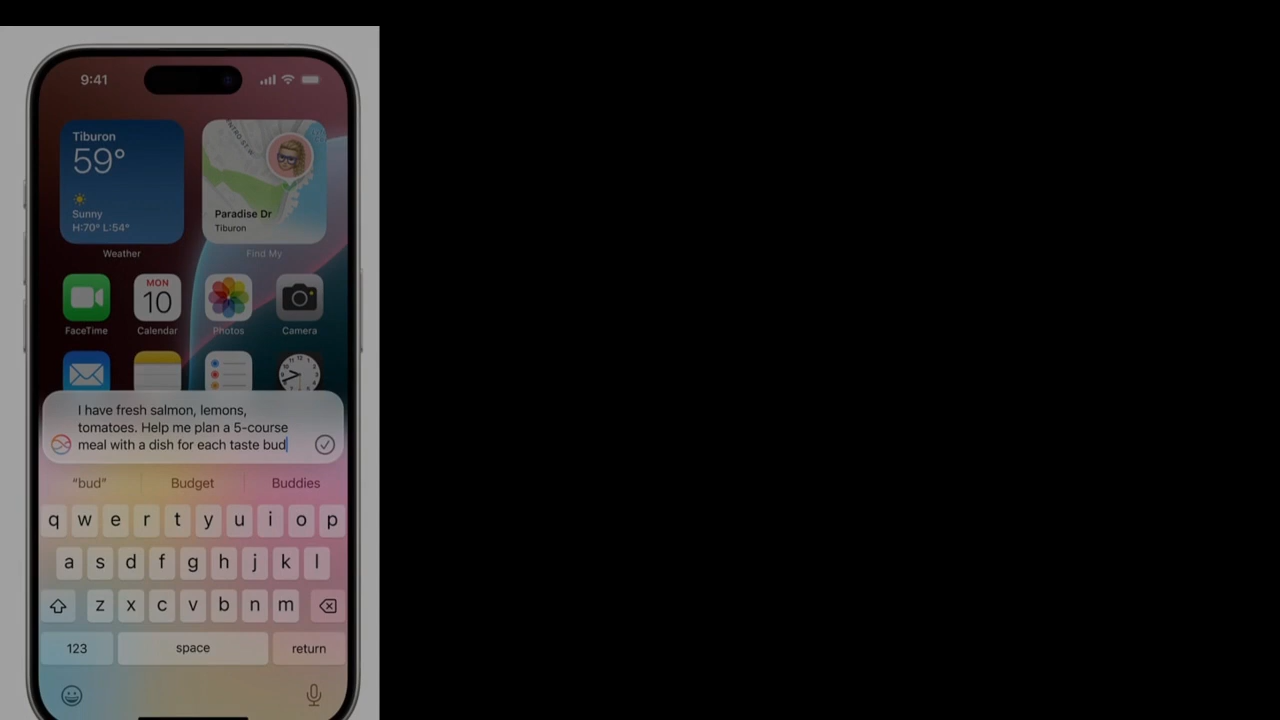 9:41
Tiburon
59°
Sunny
H:70° L:54°
Weather
Paradise Dr
Tiburon
Find My
FaceTime
MON
10
Calendar
Photos
Camera
I have fresh salmon, lemons,
tomatoes. Help me plan a 5-course
meal with a dish for each taste bud
“bud” Budget Buddies
q w e r t y u i o p
a s d f g h j k l
z x c v b n m
123 space return